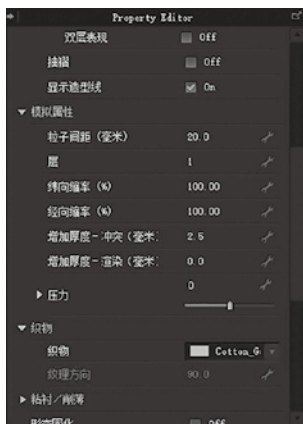 Property Editor
双层表现 Off
抽褶 Off
显示造型线 On
模拟属性
粒子间距（毫米） 20.0
层 1
纬向缩率（%） 100.00
经向缩率（%） 100.00
增加厚度-冲突（毫米 2.5
增加厚度-渲染（毫米 0.0
压力 0
织物
织物 Cotton_G
纹理方向 90.0
粘衬/削薄
Off